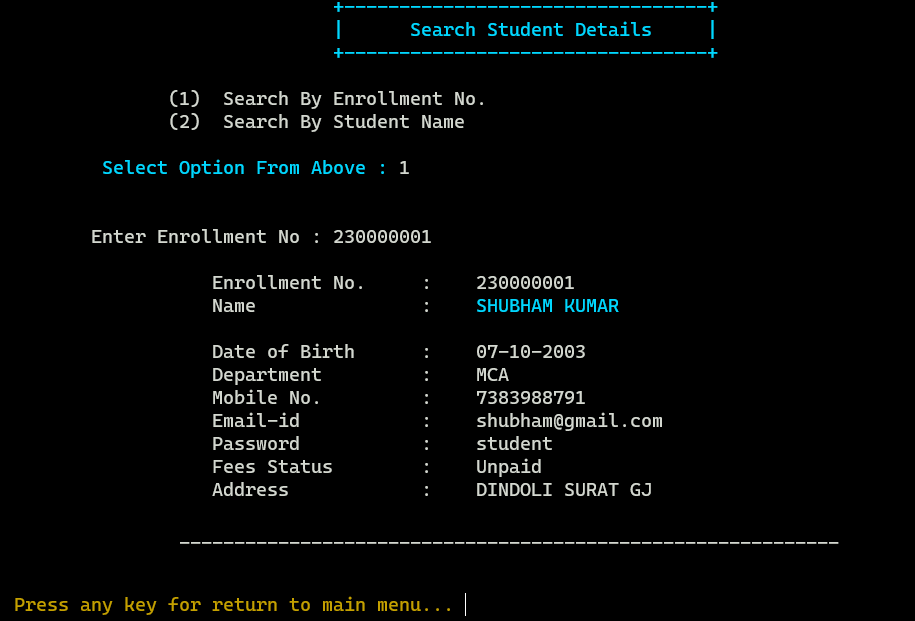 +---------------------------------+
| Search Student Details |
+---------------------------------+
(1) Search By Enrollment No.
(2) Search By Student Name
Select Option From Above : 1
Enter Enrollment No : 230000001
Enrollment No. : 230000001
Name : SHUBHAM KUMAR
Date of Birth : 07-10-2003
Department : MCA
Mobile No. : 7383988791
Email-id : shubham@gmail.com
Password : student
Fees Status : Unpaid
Address : DINDOLI SURAT GJ
------------------------------------------------------------
Press any key for return to main menu...